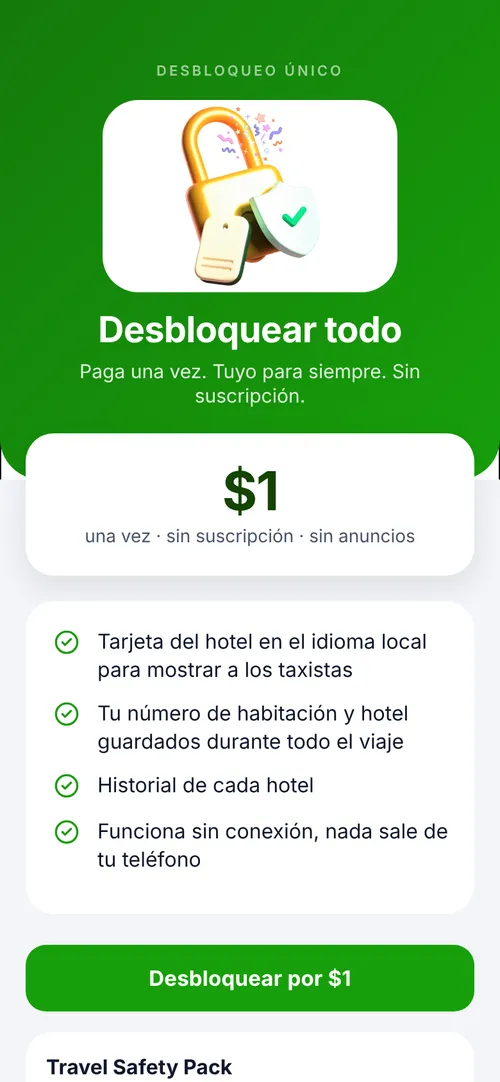 DESBLOQUEO ÚNICO
Desbloquear todo
Paga una vez. Tuyo para siempre. Sin
suscripción.
$1
una vez · sin suscripción · sin anuncios
Tarjeta del hotel en el idioma local
para mostrar a los taxistas
Tu número de habitación y hotel
guardados durante todo el viaje
Historial de cada hotel
Funciona sin conexión, nada sale de
tu teléfono
Desbloquear por $1
Travel Safety Pack